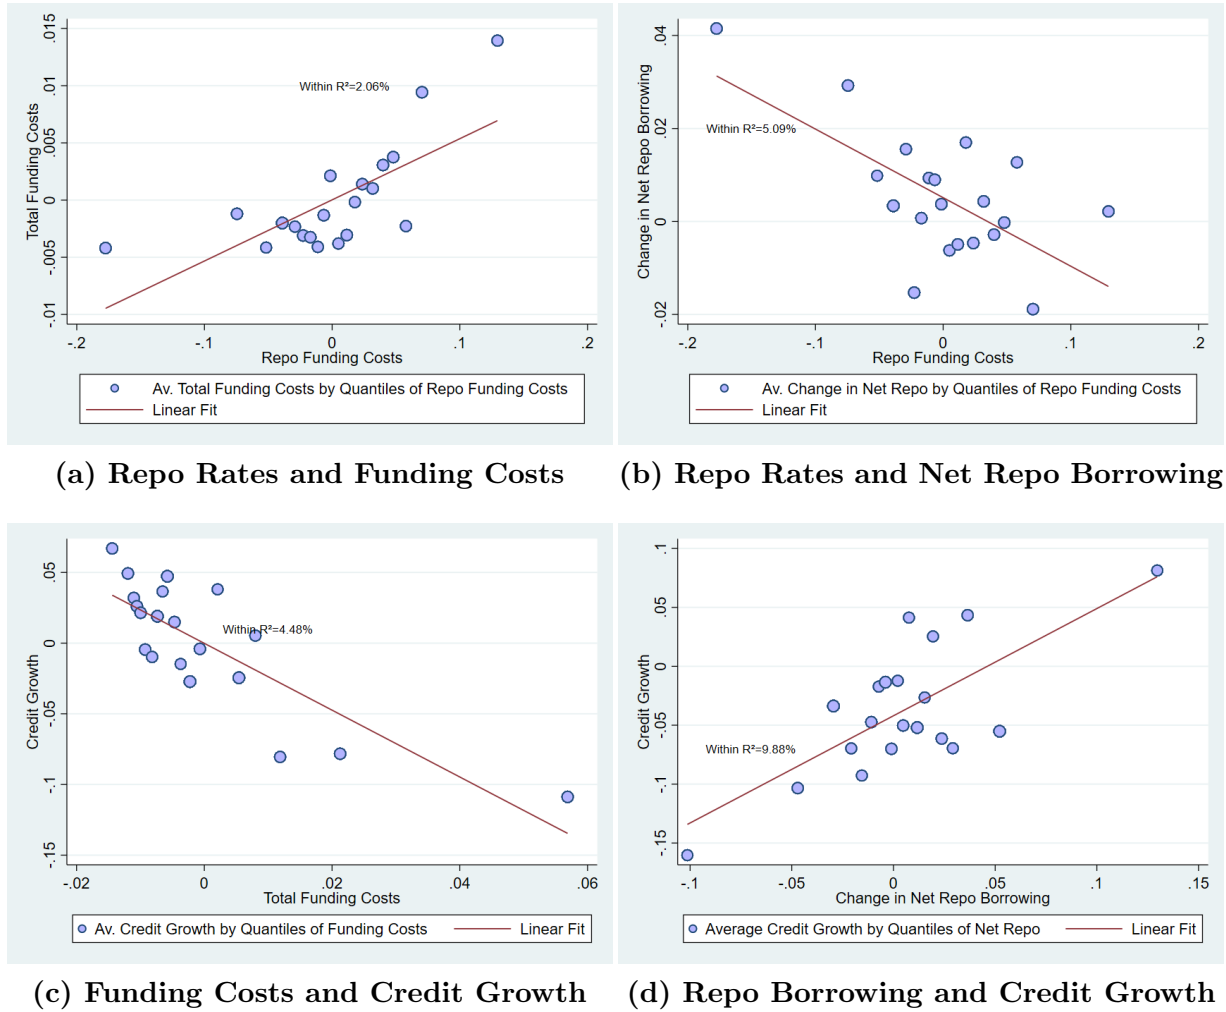 .015
.01
.005
0
-.005
-.01
Total Funding Costs
Within R²=2.06%
-.2 -.1 0 .1 .2
Repo Funding Costs
Av. Total Funding Costs by Quantiles of Repo Funding Costs
Linear Fit
(a) Repo Rates and Funding Costs
.04
.02
0
-.02
Change in Net Repo Borrowing
Within R²=5.09%
-.2 -.1 0 .1 .2
Repo Funding Costs
Av. Change in Net Repo by Quantiles of Repo Funding Costs
Linear Fit
(b) Repo Rates and Net Repo Borrowing
.05
0
-.05
-.1
-.15
Credit Growth
Within R²=4.48%
-.02 0 .02 .04 .06
Total Funding Costs
Av. Credit Growth by Quantiles of Funding Costs Linear Fit
(c) Funding Costs and Credit Growth
.1
.05
0
-.05
-.1
-.15
Credit Growth
Within R²=9.88%
-.1 -.05 0 .05 .1 .15
Change in Net Repo Borrowing
Average Credit Growth by Quantiles of Net Repo Linear Fit
(d) Repo Borrowing and Credit Growth